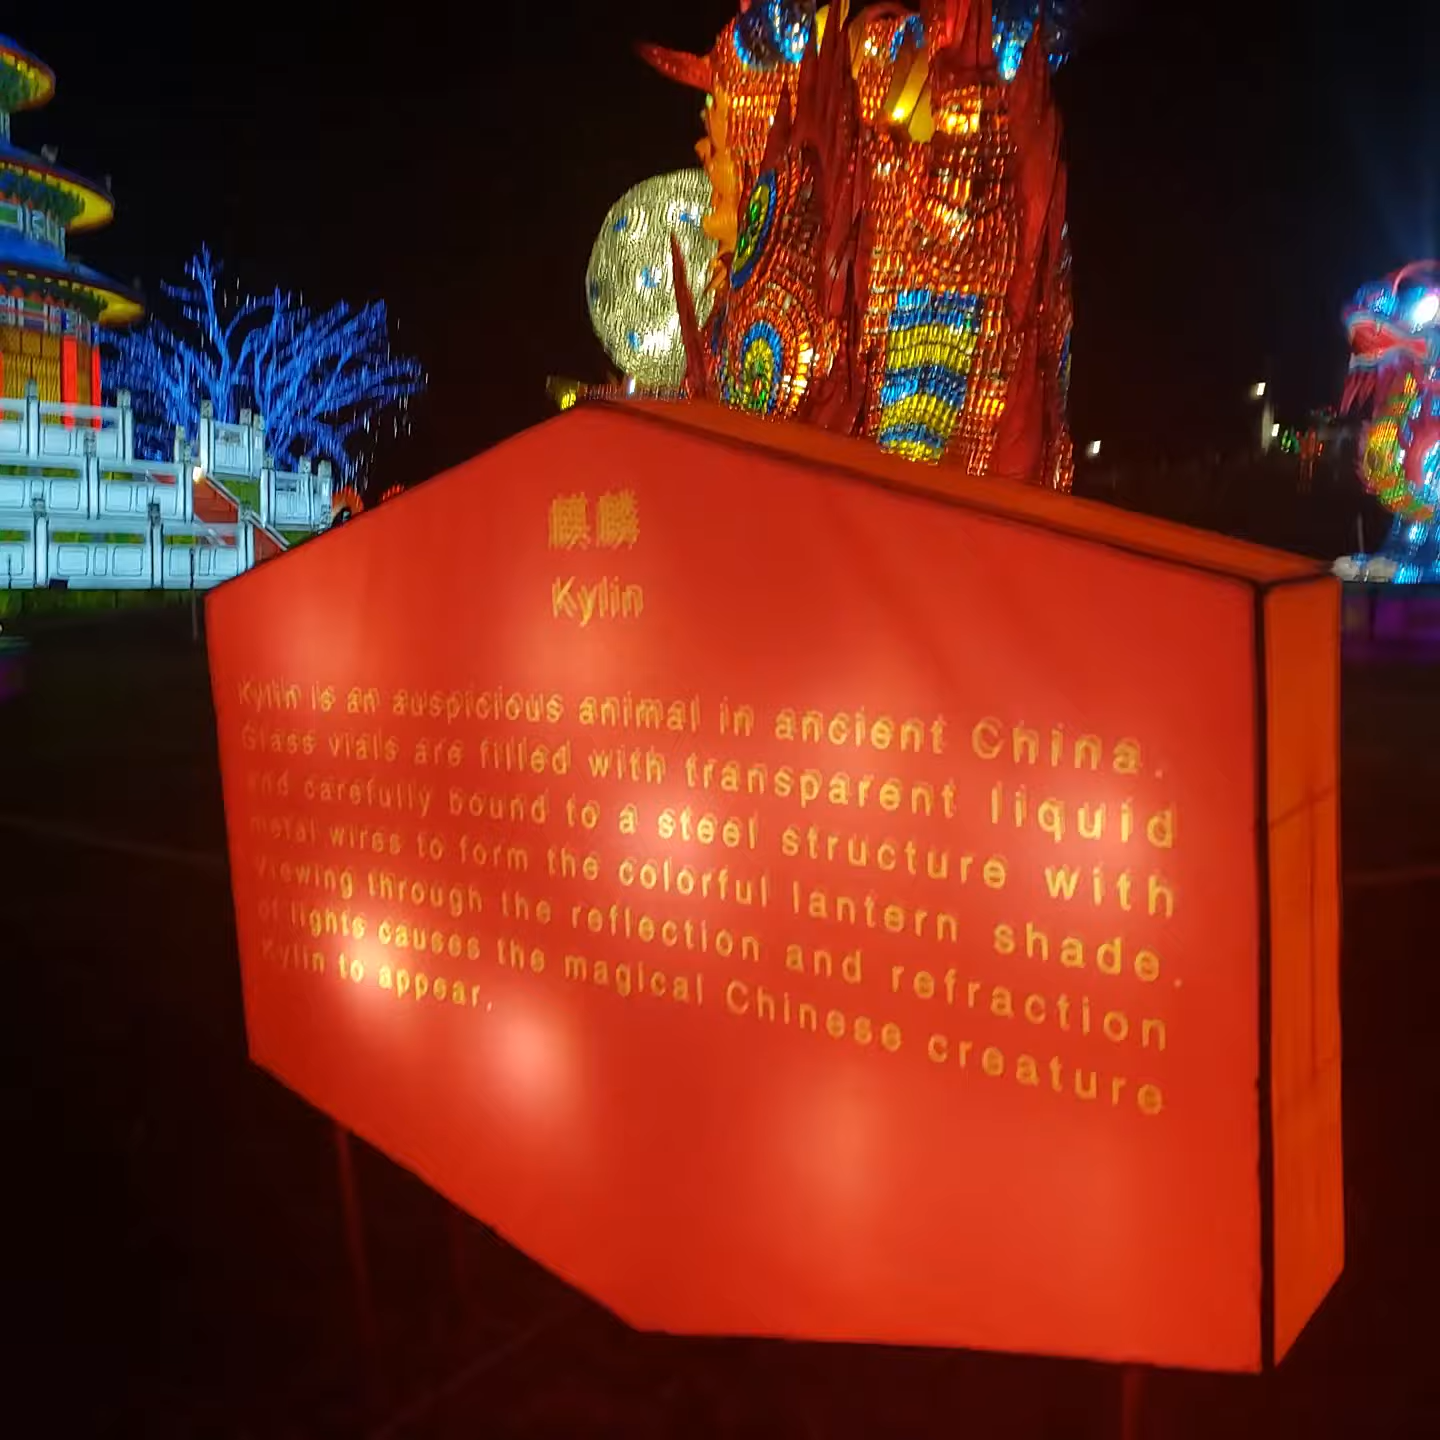 麒麟
Kylin
Kylin is an auspicious animal in ancient China.
Glass vials are filled with transparent liquid
and carefully bound to a steel structure with
metal wires to form the colorful lantern shade.
Viewing through the reflection and refraction
of lights causes the magical Chinese creature
Kylin to appear.